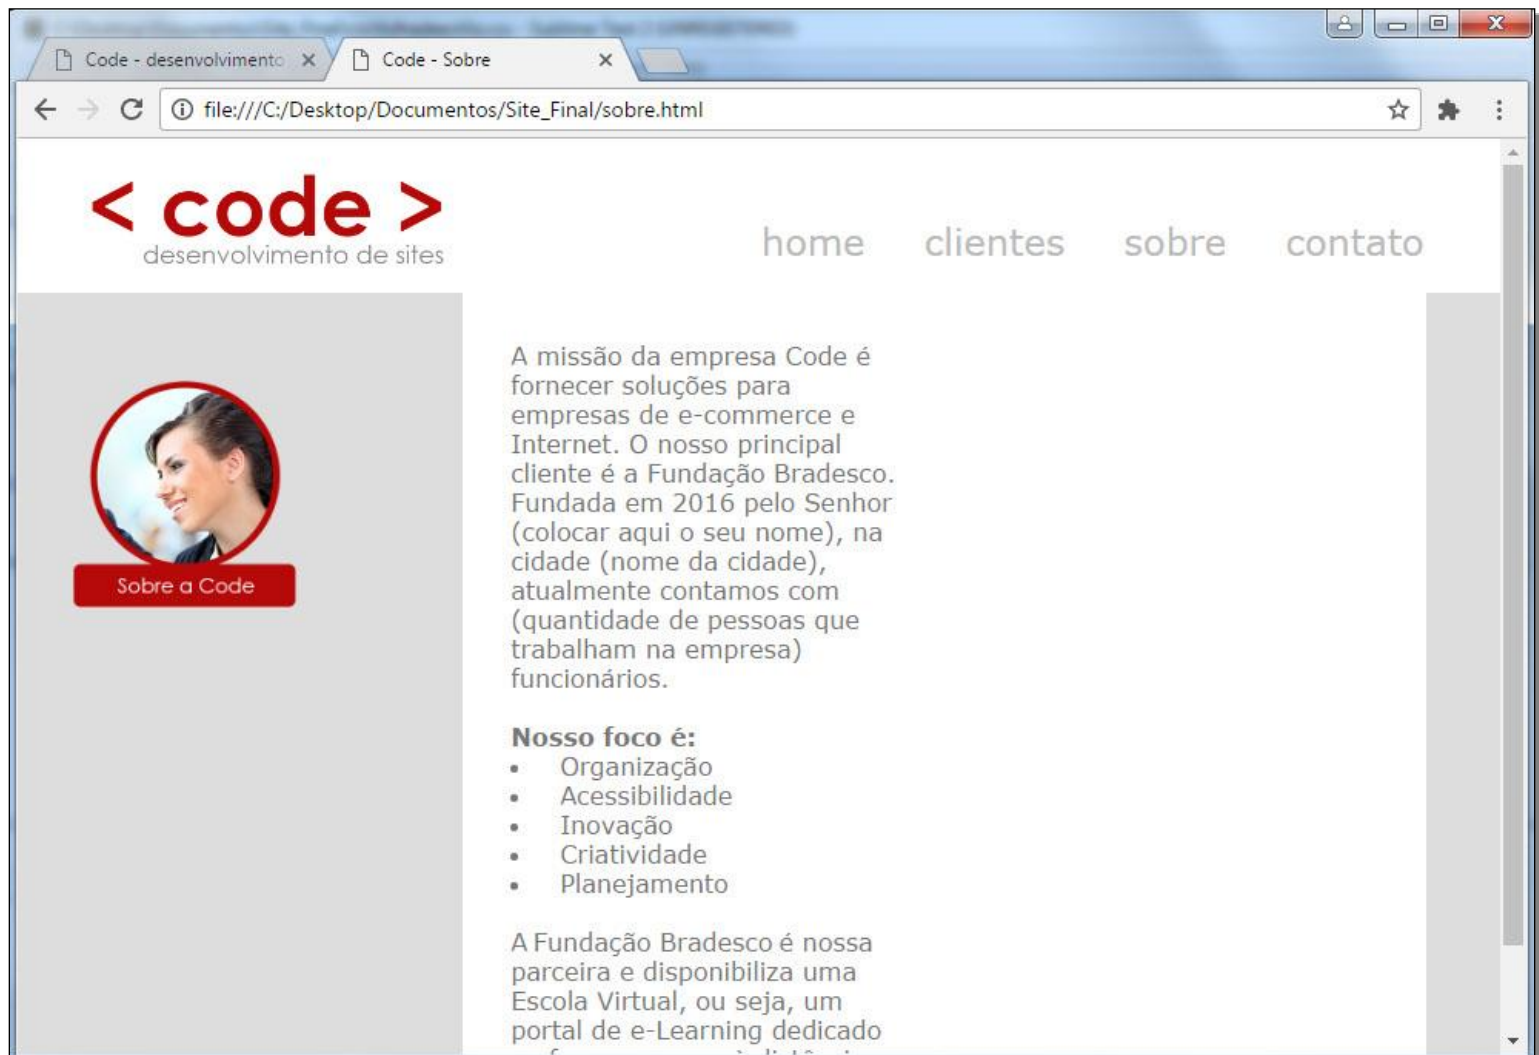 Code - desenvolvimento
Code - Sobre
file:///C:/Desktop/Documentos/Site_Final/sobre.html
< code >
desenvolvimento de sites
home clientes sobre contato
Sobre a Code
A missão da empresa Code é
fornecer soluções para
empresas de e-commerce e
Internet. O nosso principal
cliente é a Fundação Bradesco.
Fundada em 2016 pelo Senhor
(colocar aqui o seu nome), na
cidade (nome da cidade),
atualmente contamos com
(quantidade de pessoas que
trabalham na empresa)
funcionários.
Nosso foco é:
• Organização
• Acessibilidade
• Inovação
• Criatividade
• Planejamento
A Fundação Bradesco é nossa
parceira e disponibiliza uma
Escola Virtual, ou seja, um
portal de e-Learning dedicado